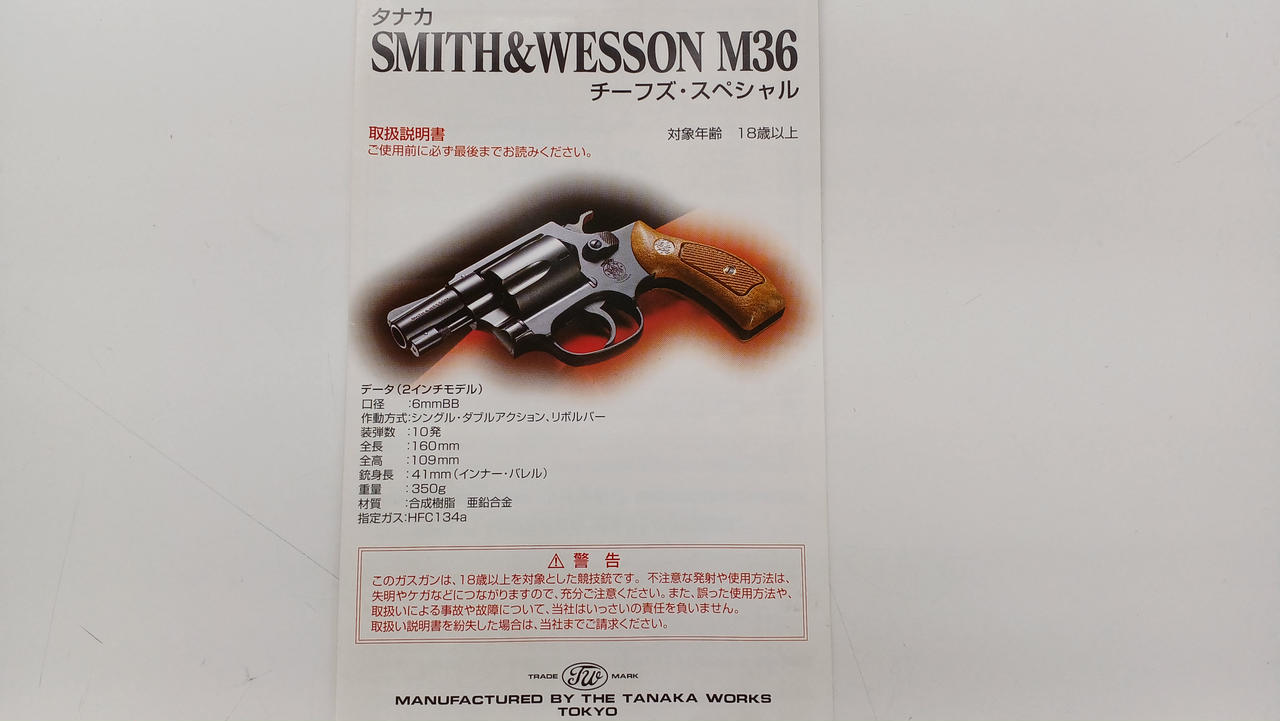 タナカ
SMITH&WESSON M36
チーフズ・スペシャル
取扱説明書
対象年齢 18歳以上
ご使用前に必ず最後までお読みください。
データ(2インチモデル)
口径 :6mmBB
作動方式:シングル・ダブルアクション、リボルバー
装弾数 :10発
全長 :160mm
全高 :109mm
銃身長 :41mm(インナー・バレル)
重量 :350g
材質 :合成樹脂 亜鉛合金
指定ガス:HFC134a
⚠ 警告
このガスガンは、18歳以上を対象とした競技銃です。不注意な発射や使用方法は、
失明やケガなどにつながりますので、充分ご注意ください。また、誤った使用方法や、
取扱いによる事故や故障について、当社はいっさいの責任を負いません。
取扱い説明書を紛失した場合は、当社までご請求ください。
TRADE TW MARK
MANUFACTURED BY THE TANAKA WORKS
TOKYO